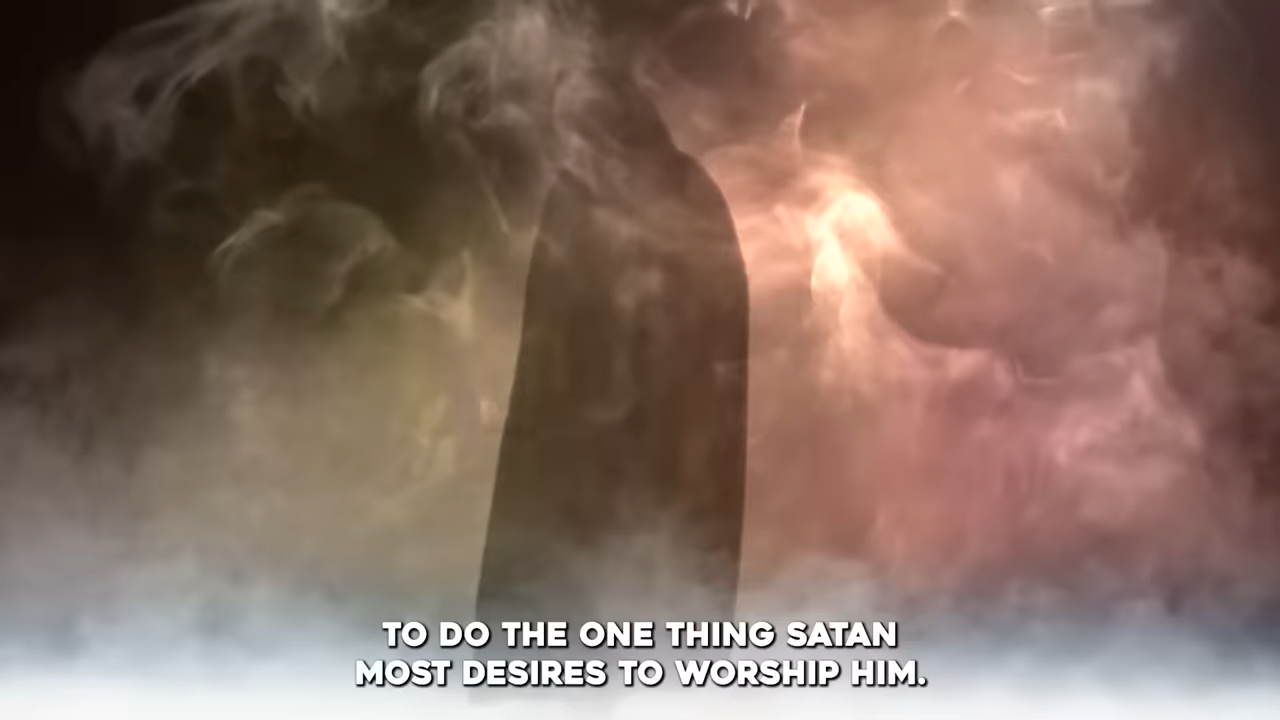 TO DO THE ONE THING SATAN
MOST DESIRES TO WORSHIP HIM.